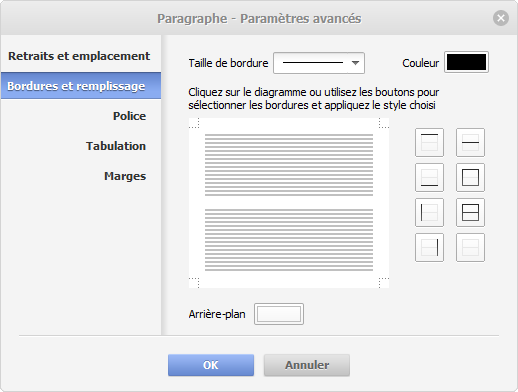 Paragraphe - Paramètres avancés
Retraits et emplacement
Bordures et remplissage
Police
Tabulation
Marges
Taille de bordure
Couleur
Cliquez sur le diagramme ou utilisez les boutons pour
sélectionner les bordures et appliquez le style choisi
Arrière-plan
OK
Annuler